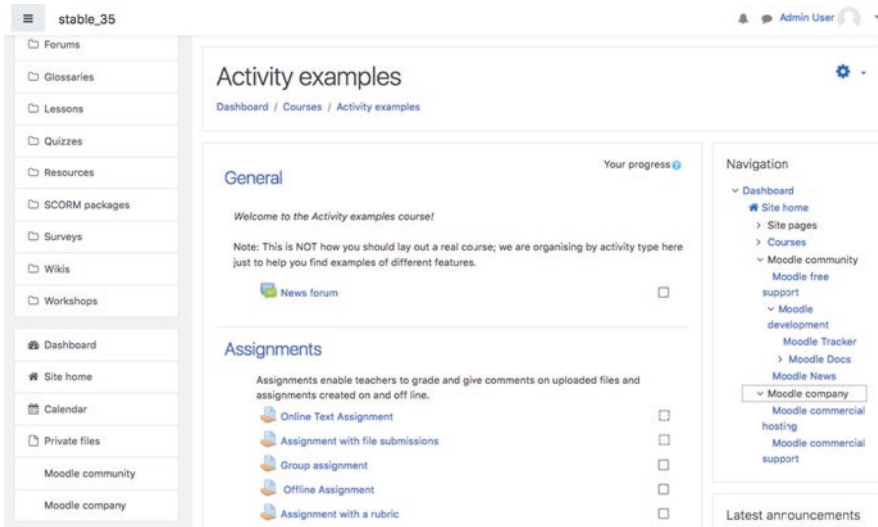 stable_35
Admin User
Forums
Glossaries
Lessons
Quizzes
Resources
SCORM packages
Surveys
Wikis
Workshops
Dashboard
Site home
Calendar
Private files
Moodle community
Moodle company
Activity examples
Dashboard / Courses / Activity examples
Your progress
General
Welcome to the Activity examples course!
Note: This is NOT how you should lay out a real course; we are organising by activity type here
just to help you find examples of different features.
News forum
Assignments
Assignments enable teachers to grade and give comments on uploaded files and
assignments created on and off line.
Online Text Assignment
Assignment with file submissions
Group assignment
Offline Assignment
Assignment with a rubric
Navigation
Dashboard
Site home
Site pages
Courses
Moodle community
Moodle free
support
Moodle
development
Moodle Tracker
Moodle Docs
Moodle News
Moodle company
Moodle commercial
hosting
Moodle commercial
support
Latest announcements